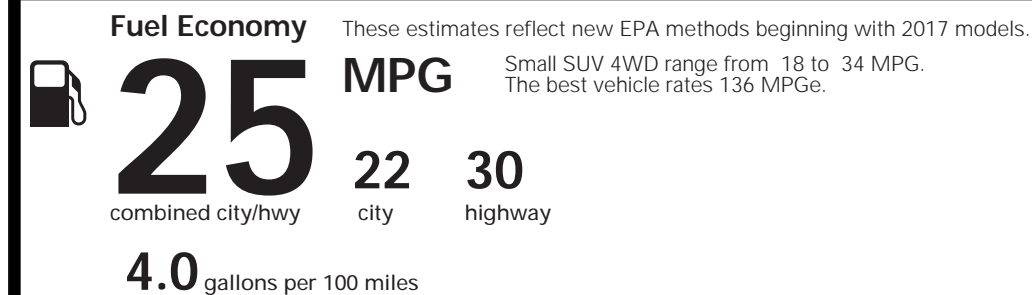 Fuel Economy These estimates reflect new EPA methods beginning with 2017 models.
25 MPG Small SUV 4WD range from 18 to 34 MPG.
The best vehicle rates 136 MPGe.
22 30
combined city/hwy city highway
4.0 gallons per 100 miles